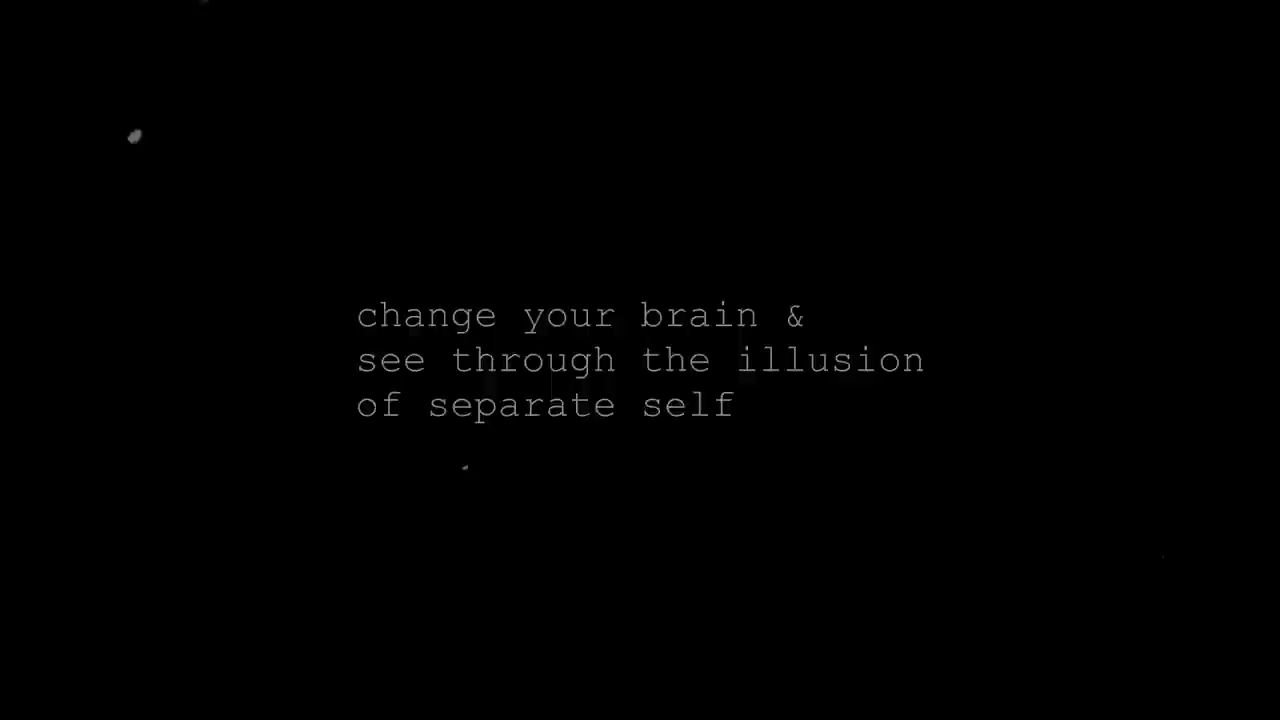 change your brain &
see through the illusion
of separate self